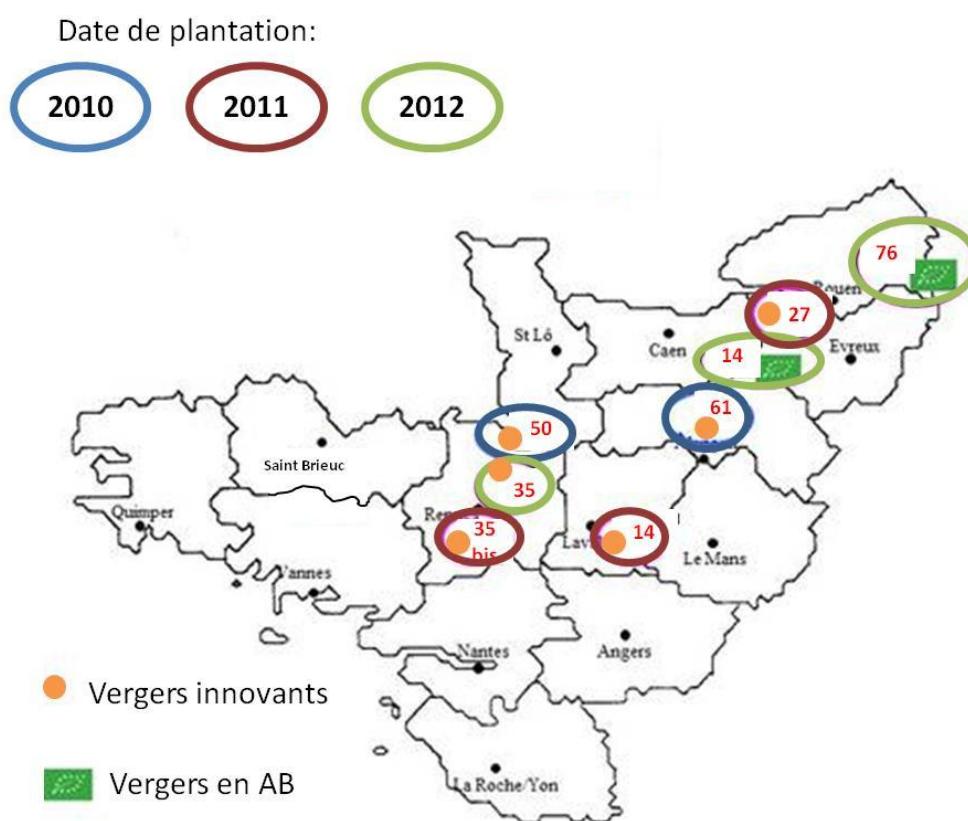 Date de plantation:
2010 2011 2012
76
Rouen
27
St Lô
Caen
14
Evreux
61
50
Saint Brieuc
35
Quimper
35
bis
14
Le Mans
Vannes
Nantes
Angers
Vergers innovants
La Roche/Yon
Vergers en AB